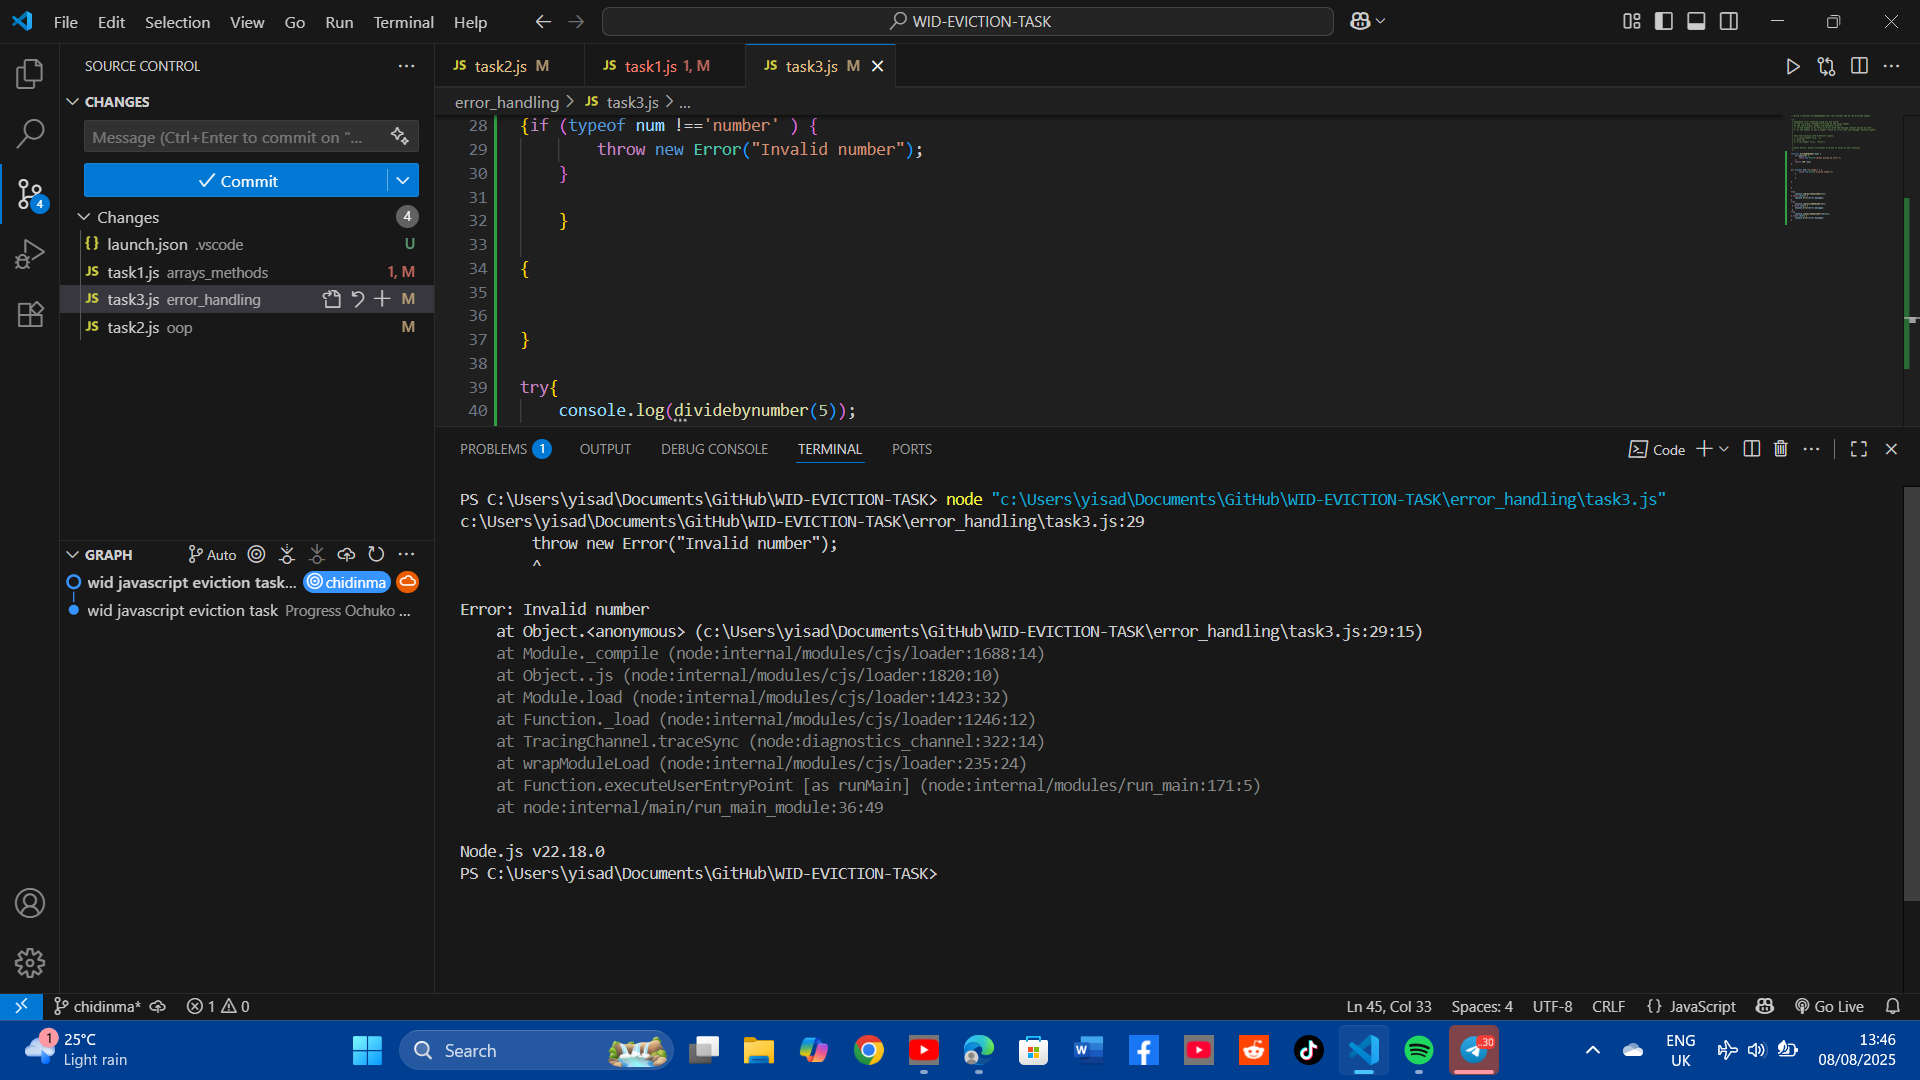 File Edit Selection View Go Run Terminal Help
WID-EVICTION-TASK
SOURCE CONTROL
CHANGES
Message (Ctrl+Enter to commit on "...
Commit
Changes 4
launch.json .vscode U
JS task1.js arrays_methods 1, M
JS task3.js error_handling M
JS task2.js oop M
4
GRAPH Auto
wid javascript eviction task... chidinma
wid javascript eviction task Progress Ochuko ...
JS task2.js M
JS task1.js 1, M
JS task3.js M
error_handling > JS task3.js > ...
28 {if (typeof num !=='number' ) {
29 throw new Error("Invalid number");
30 }
31
32 }
33
34 {
35
36
37 }
38
39 try{
40 console.log(dividebynumber(5));
PROBLEMS 1 OUTPUT DEBUG CONSOLE TERMINAL PORTS
Code
PS C:\Users\yisad\Documents\GitHub\WID-EVICTION-TASK> node "c:\Users\yisad\Documents\GitHub\WID-EVICTION-TASK\error_handling\task3.js"
c:\Users\yisad\Documents\GitHub\WID-EVICTION-TASK\error_handling\task3.js:29
throw new Error("Invalid number");
^
Error: Invalid number
at Object.<anonymous> (c:\Users\yisad\Documents\GitHub\WID-EVICTION-TASK\error_handling\task3.js:29:15)
at Module._compile (node:internal/modules/cjs/loader:1688:14)
at Object..js (node:internal/modules/cjs/loader:1820:10)
at Module.load (node:internal/modules/cjs/loader:1423:32)
at Function._load (node:internal/modules/cjs/loader:1246:12)
at TracingChannel.traceSync (node:diagnostics_channel:322:14)
at wrapModuleLoad (node:internal/modules/cjs/loader:235:24)
at Function.executeUserEntryPoint [as runMain] (node:internal/modules/run_main:171:5)
at node:internal/main/run_main_module:36:49
Node.js v22.18.0
PS C:\Users\yisad\Documents\GitHub\WID-EVICTION-TASK>
chidinma* 1 0
Ln 45, Col 33 Spaces: 4 UTF-8 CRLF {} JavaScript Go Live
1
25°C
Light rain
Search
..30
ENG
UK
13:46
08/08/2025